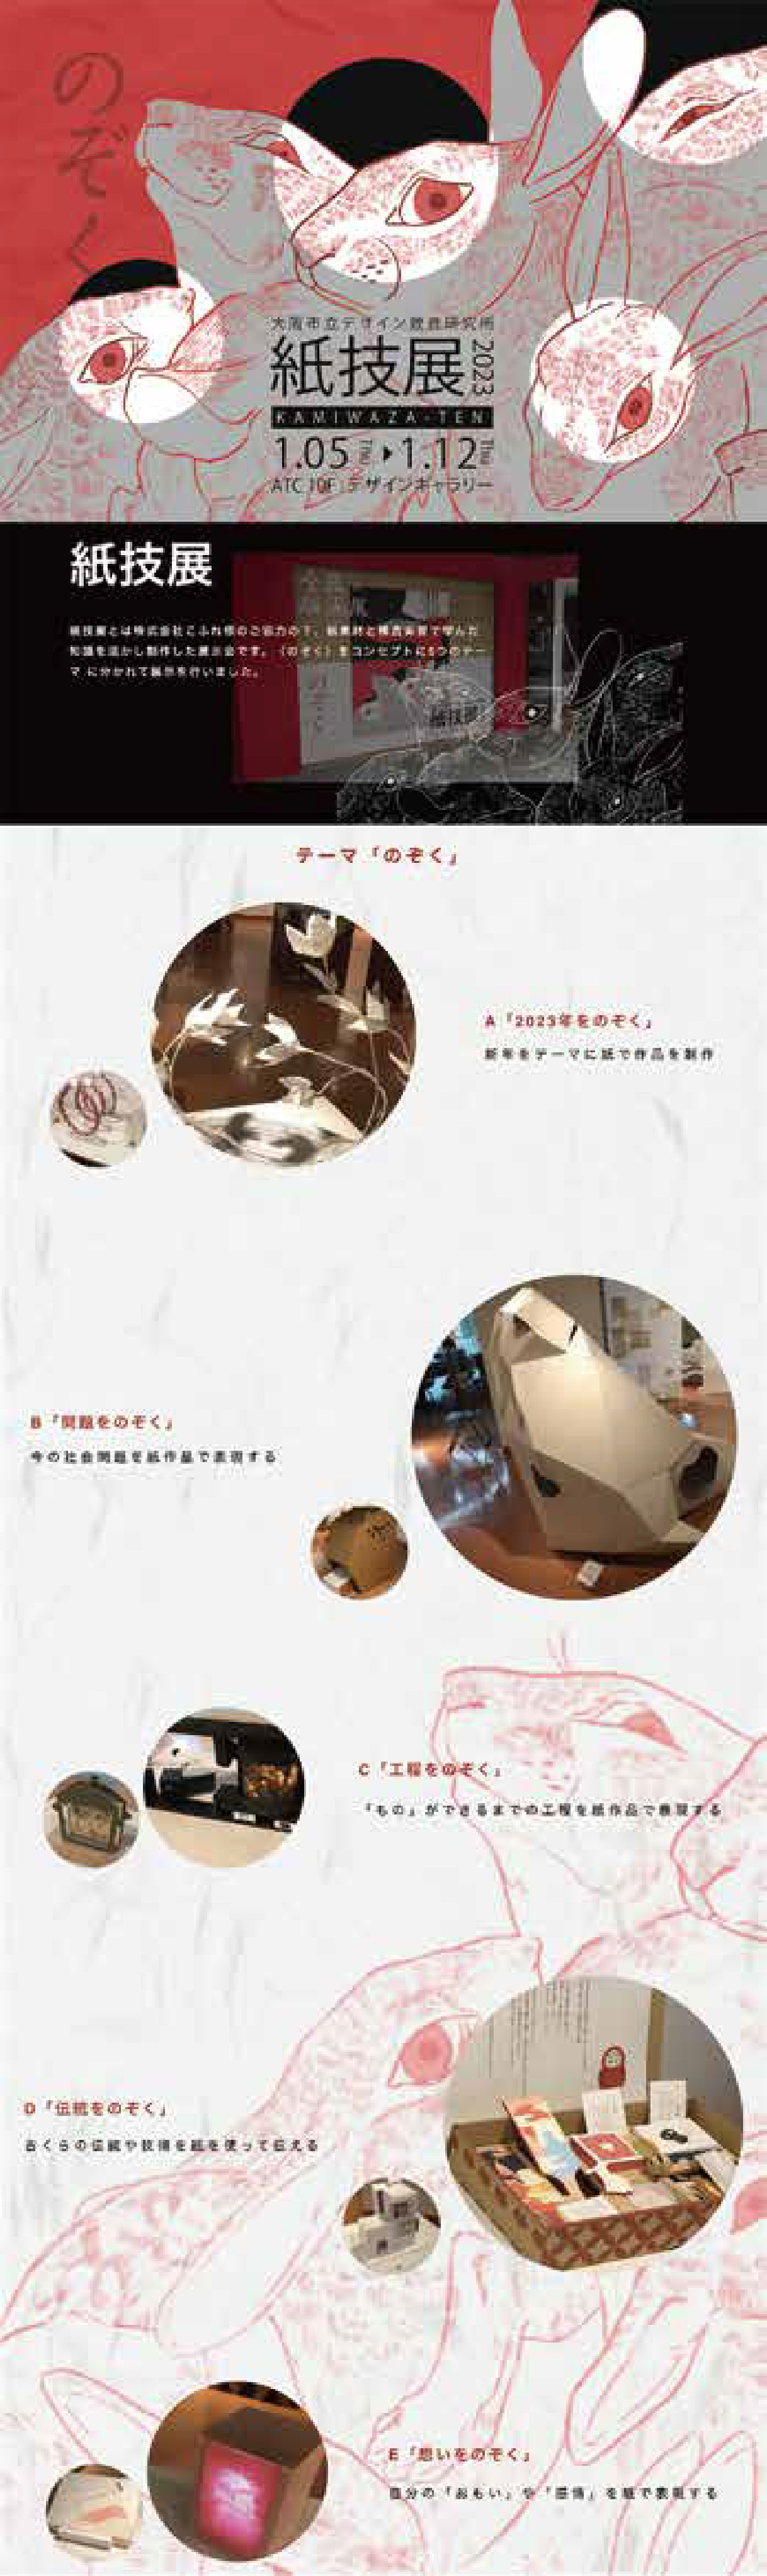 のぞく
大阪市立デザイン教育研究所
紙技展 2023
KAMIWAZA-TEN
1.05 Thu ▶ 1.12 Thu
ATC 10F デザインギャラリー
紙技展
紙技展とは株式会社こふれ様のご協力の下、紙素材と構造実習で学んだ
知識を活かし制作した展示会です。〈のぞく〉をコンセプトに5つのテー
マに分かれて展示を行いました。
テーマ「のぞく」
A「2023年をのぞく」
新年をテーマに紙で作品を制作
B「問題をのぞく」
今の社会問題を紙作品で表現する
C「工程をのぞく」
「もの」ができるまでの工程を紙作品で表現する
D「伝統をのぞく」
古くらの伝統や技術を紙を使って伝える
E「想いをのぞく」
自分の「おもい」や「感情」を紙で表現する